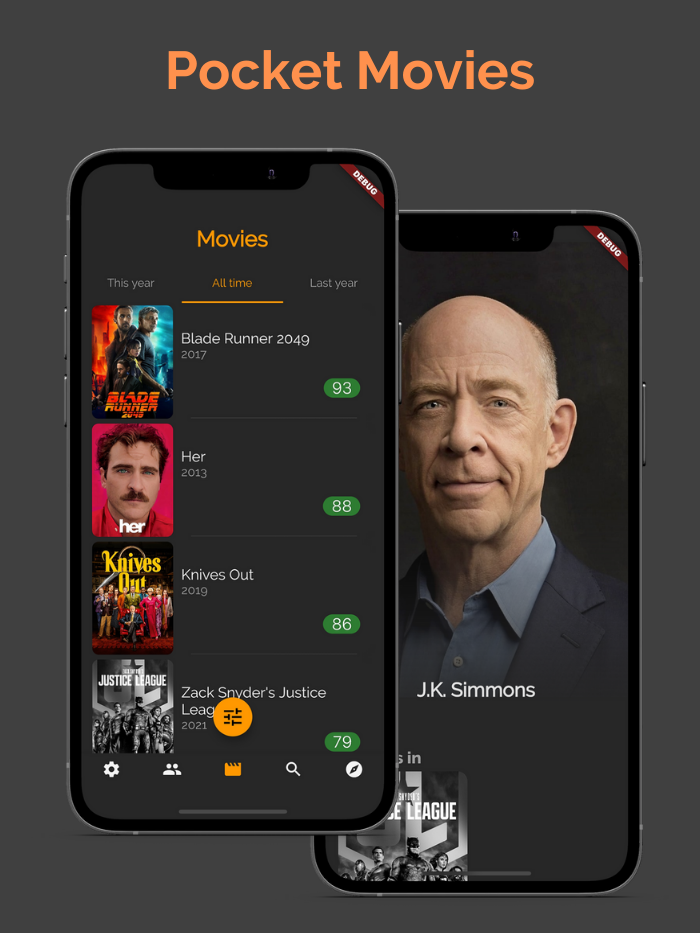 Pocket Movies
DEBUG
Movies
This year
All time
Last year
BLADE
RUNNER
2049
Blade Runner 2049
2017
93
her
Her
2013
88
Knives
Out
Knives Out
2019
86
JUSTICE LEAGUE
Zack Snyder's Justice
Leag
2021
79
DEBUG
J.K. Simmons
s in
SNYDER'S
CE LEAGUE